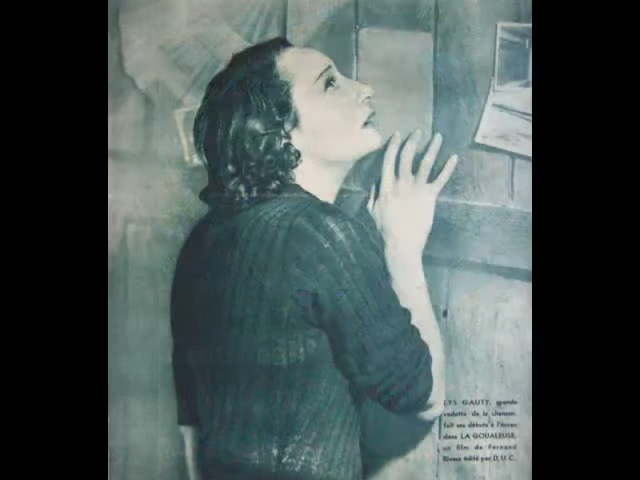 LYS GAUTY, grande
vedette de la chanson,
fait ses débuts à l'écran
dans LA GOUALEUSE,
un film de Fernand
Rivers édité par D.U.C.